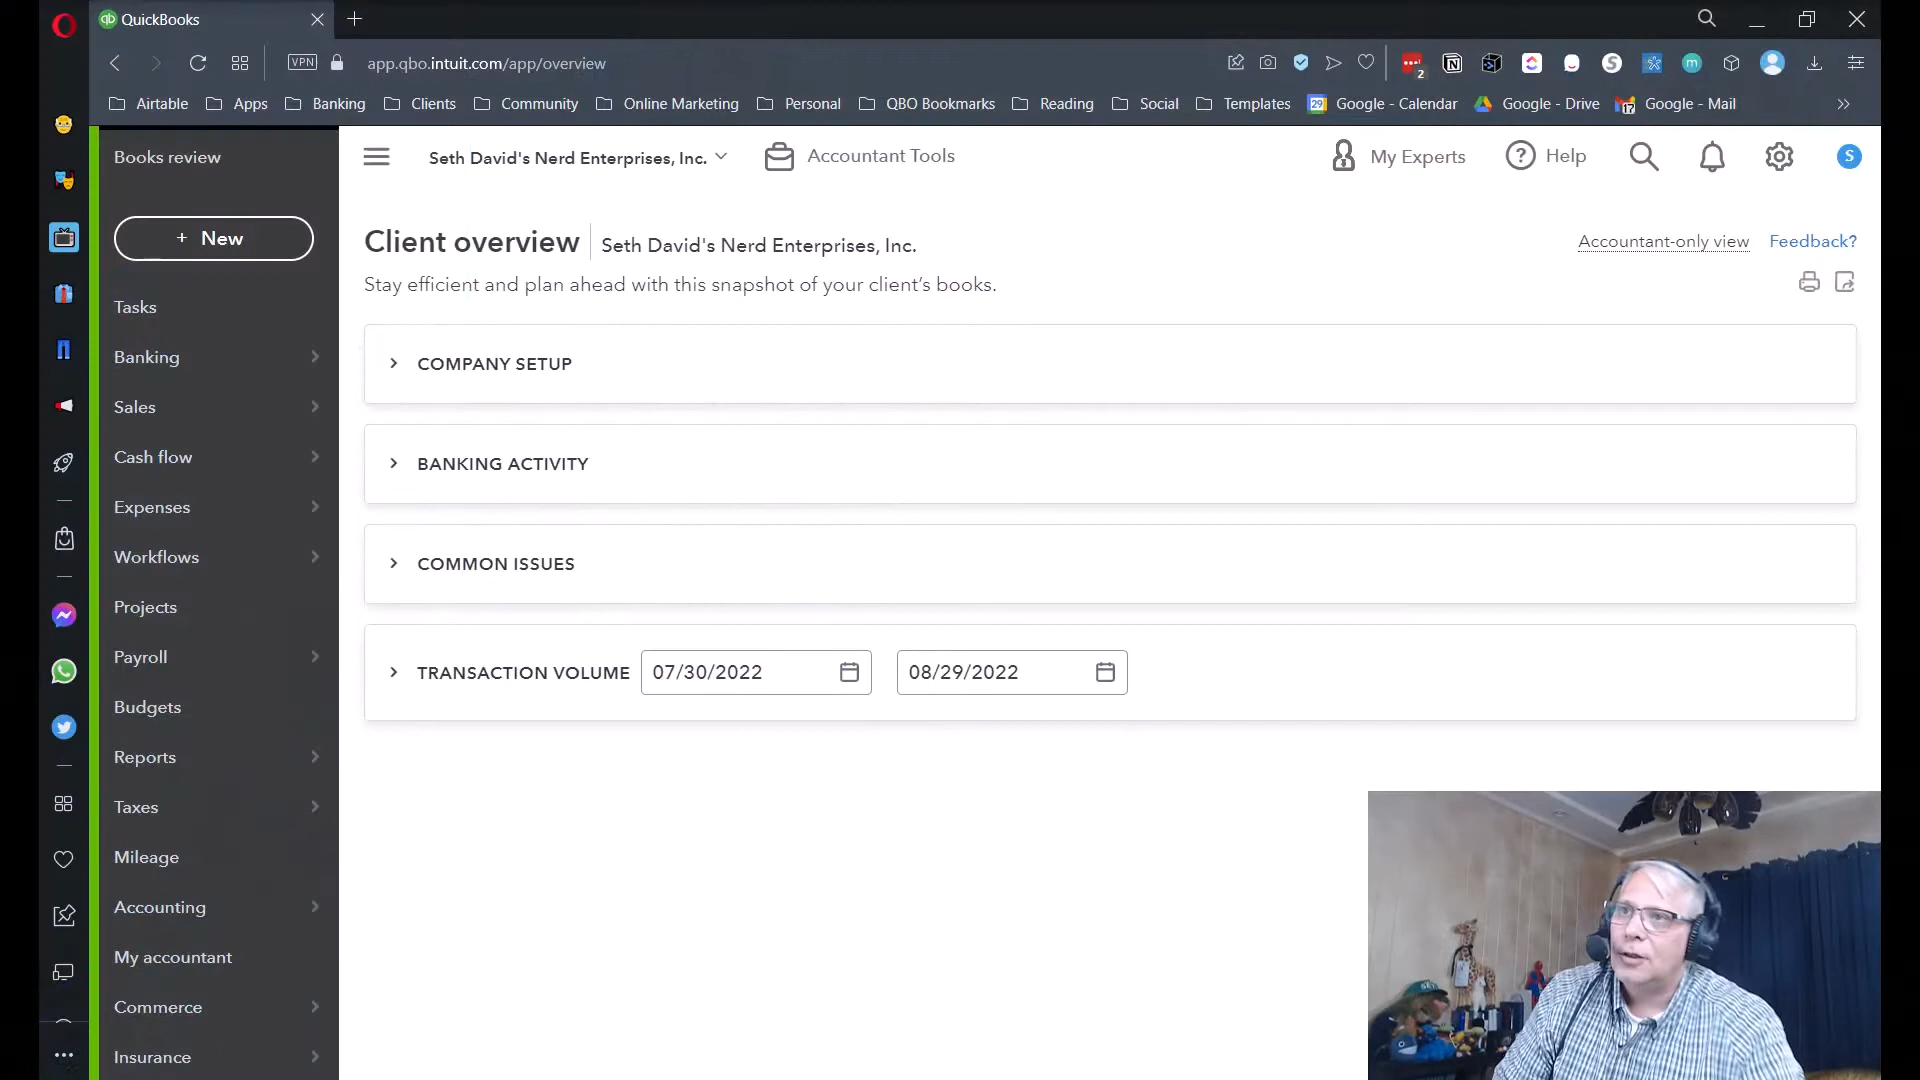 QuickBooks
VPN
app.qbo.intuit.com/app/overview
2
Airtable
Apps
Banking
Clients
Community
Online Marketing
Personal
QBO Bookmarks
Reading
Social
Templates
29 Google - Calendar
Google - Drive
17 Google - Mail
Books review
+ New
Tasks
Banking
Sales
Cash flow
Expenses
Workflows
Projects
Payroll
Budgets
Reports
Taxes
Mileage
Accounting
My accountant
Commerce
Insurance
Seth David's Nerd Enterprises, Inc.
Accountant Tools
My Experts
Help
S
Client overview
Seth David's Nerd Enterprises, Inc.
Accountant-only view
Feedback?
Stay efficient and plan ahead with this snapshot of your client's books.
COMPANY SETUP
BANKING ACTIVITY
COMMON ISSUES
TRANSACTION VOLUME 07/30/2022 08/29/2022